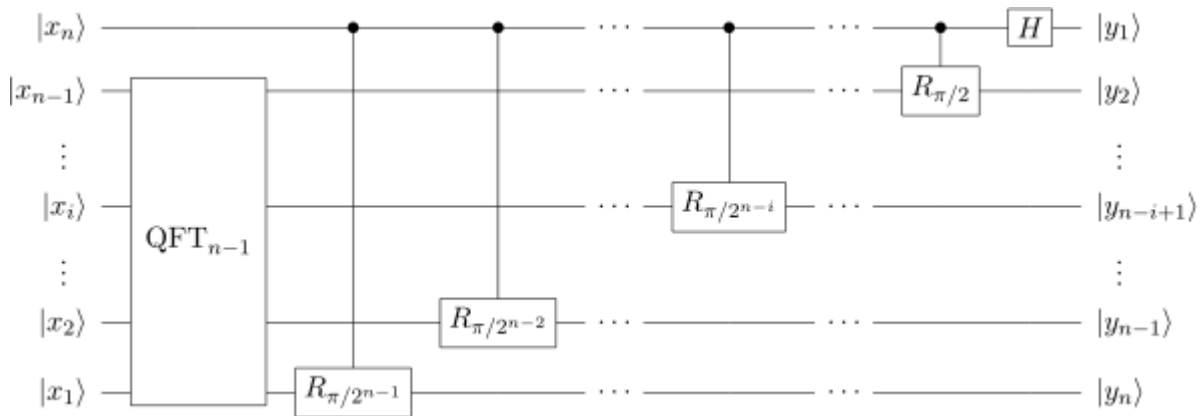 |x_n⟩ ⋯ ⋯ H |y_1⟩
|x_{n−1}⟩ ⋯ ⋯ R_{π/2} |y_2⟩
⋮ ⋮
|x_i⟩ ⋯ R_{π/2^{n−i}} ⋯ |y_{n−i+1}⟩
QFT_{n−1}
⋮ ⋮
|x_2⟩ R_{π/2^{n−2}} ⋯ ⋯ |y_{n−1}⟩
|x_1⟩ R_{π/2^{n−1}} ⋯ ⋯ |y_n⟩